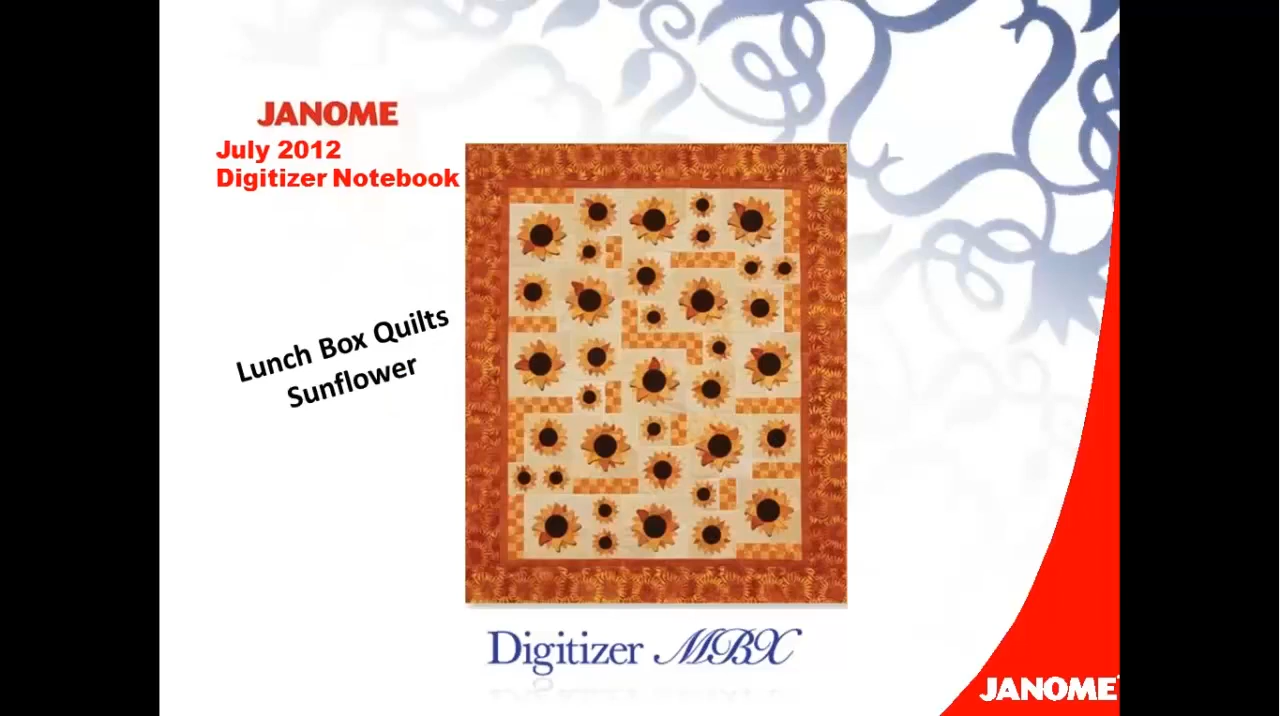 JANOME
July 2012
Digitizer Notebook
Lunch Box Quilts
Sunflower
Digitizer MBX
JANOME